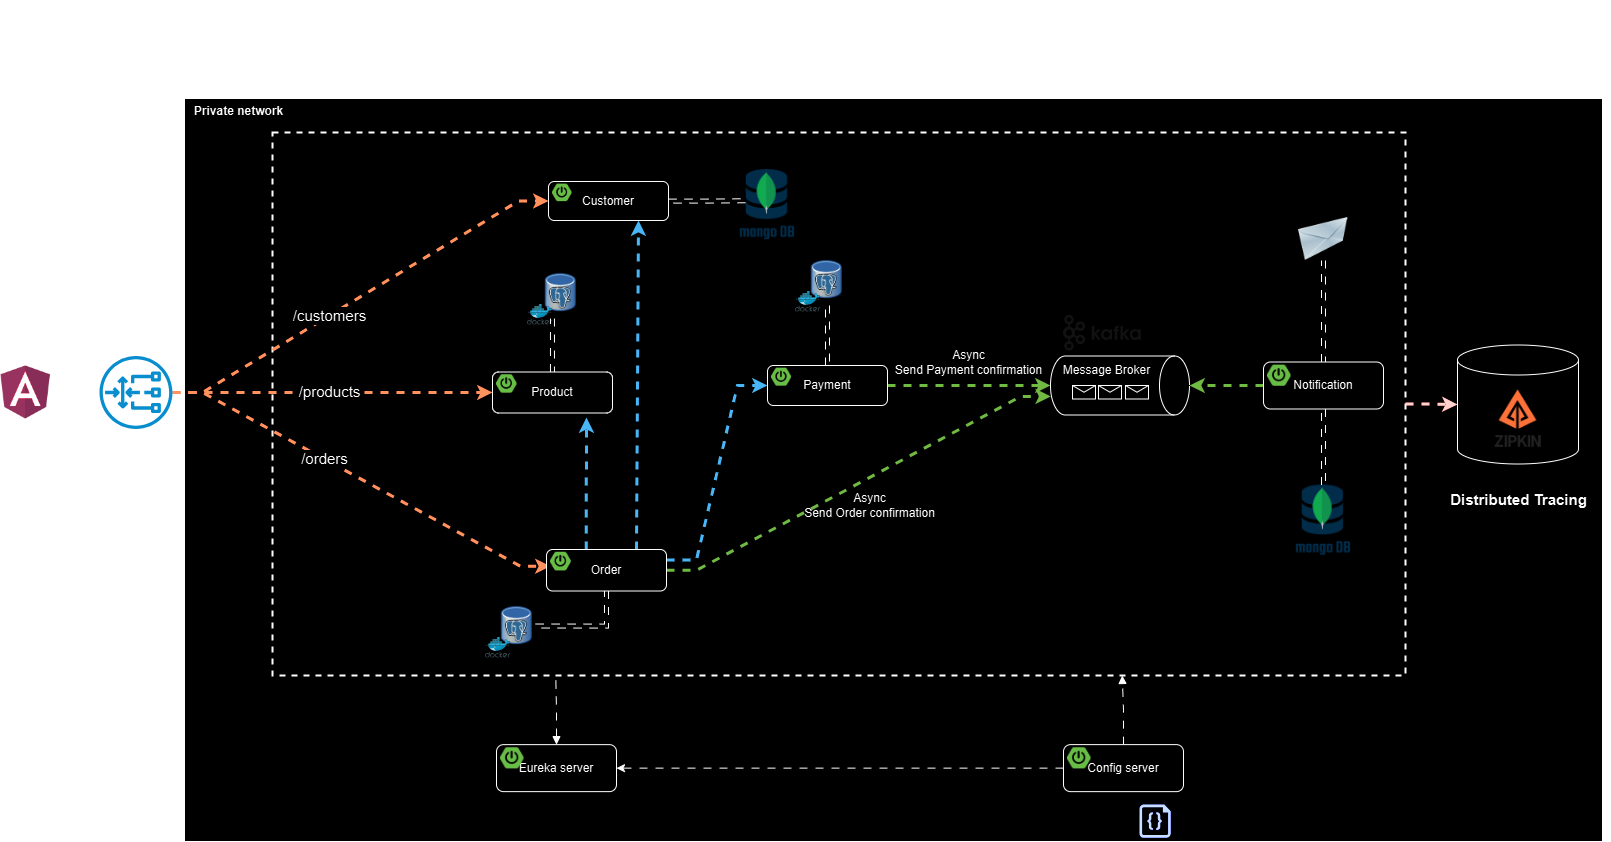 Private network
Customer
mongo DB
/customers
docker
docker
kafka
Async
Send Payment confirmation
Message Broker
/products
Product
Payment
Notification
ZIPKIN
/orders
Async
Send Order confirmation
Distributed Tracing
mongo DB
Order
docker
Eureka server
Config server